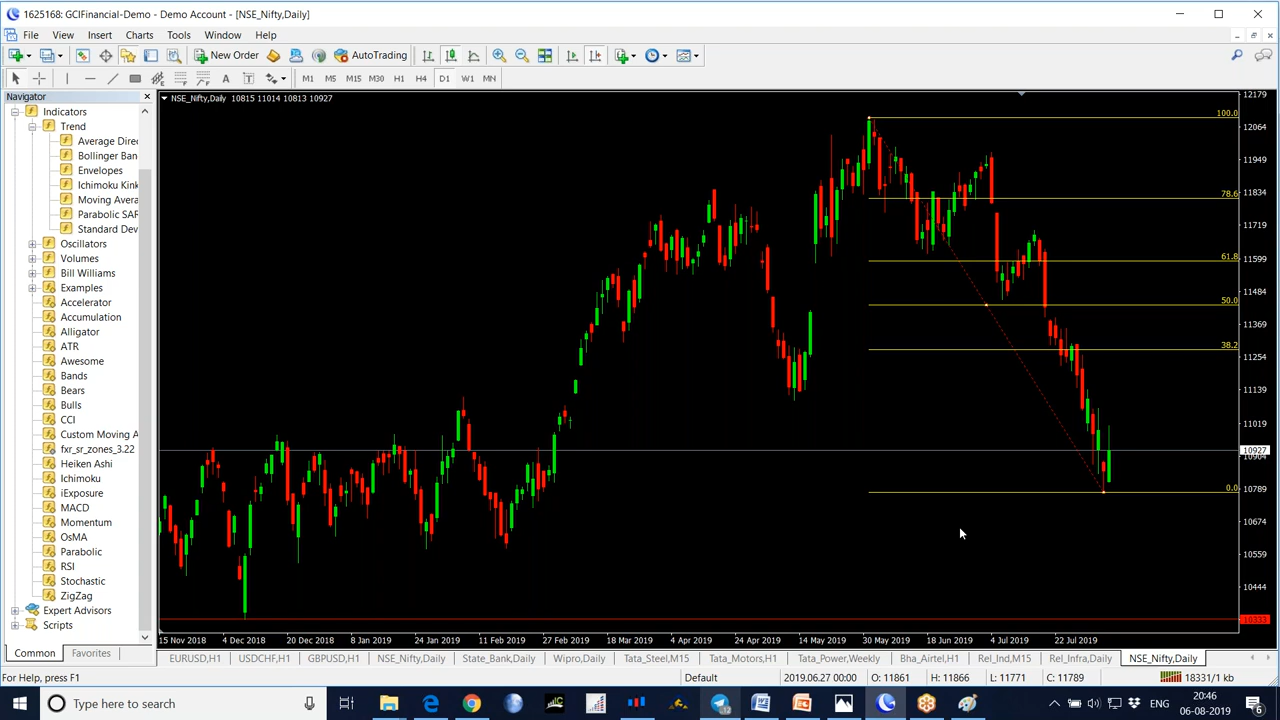 1625168: GCIFinancial-Demo - Demo Account - [NSE_Nifty,Daily]
File View Insert Charts Tools Window Help
New Order AutoTrading
M1 M5 M15 M30 H1 H4 D1 W1 MN
Navigator
Indicators
Trend
Average Direc
Bollinger Ban
Envelopes
Ichimoku Kink
Moving Avera
Parabolic SAR
Standard Dev
Oscillators
Volumes
Bill Williams
Examples
Accelerator
Accumulation
Alligator
ATR
Awesome
Bands
Bears
Bulls
CCI
Custom Moving A
fxr_sr_zones_3.22
Heiken Ashi
Ichimoku
iExposure
MACD
Momentum
OsMA
Parabolic
RSI
Stochastic
ZigZag
Expert Advisors
Scripts
Common Favorites
NSE_Nifty,Daily 10815 11014 10813 10927
100.0
78.6
61.8
50.0
38.2
0.0
12179
12064
11949
11834
11719
11599
11484
11369
11254
11139
11019
10927
10904
10789
10674
10559
10444
10333
15 Nov 2018 4 Dec 2018 20 Dec 2018 8 Jan 2019 24 Jan 2019 11 Feb 2019 27 Feb 2019 18 Mar 2019 4 Apr 2019 24 Apr 2019 14 May 2019 30 May 2019 18 Jun 2019 4 Jul 2019 22 Jul 2019
EURUSD,H1 USDCHF,H1 GBPUSD,H1 NSE_Nifty,Daily State_Bank,Daily Wipro,Daily Tata_Steel,M15 Tata_Motors,H1 Tata_Power,Weekly Bha_Airtel,H1 Rel_Ind,M15 Rel_Infra,Daily NSE_Nifty,Daily
For Help, press F1 Default 2019.06.27 00:00 O: 11861 H: 11866 L: 11771 C: 11789 18331/1 kb
Type here to search ENG 20:46
06-08-2019 6